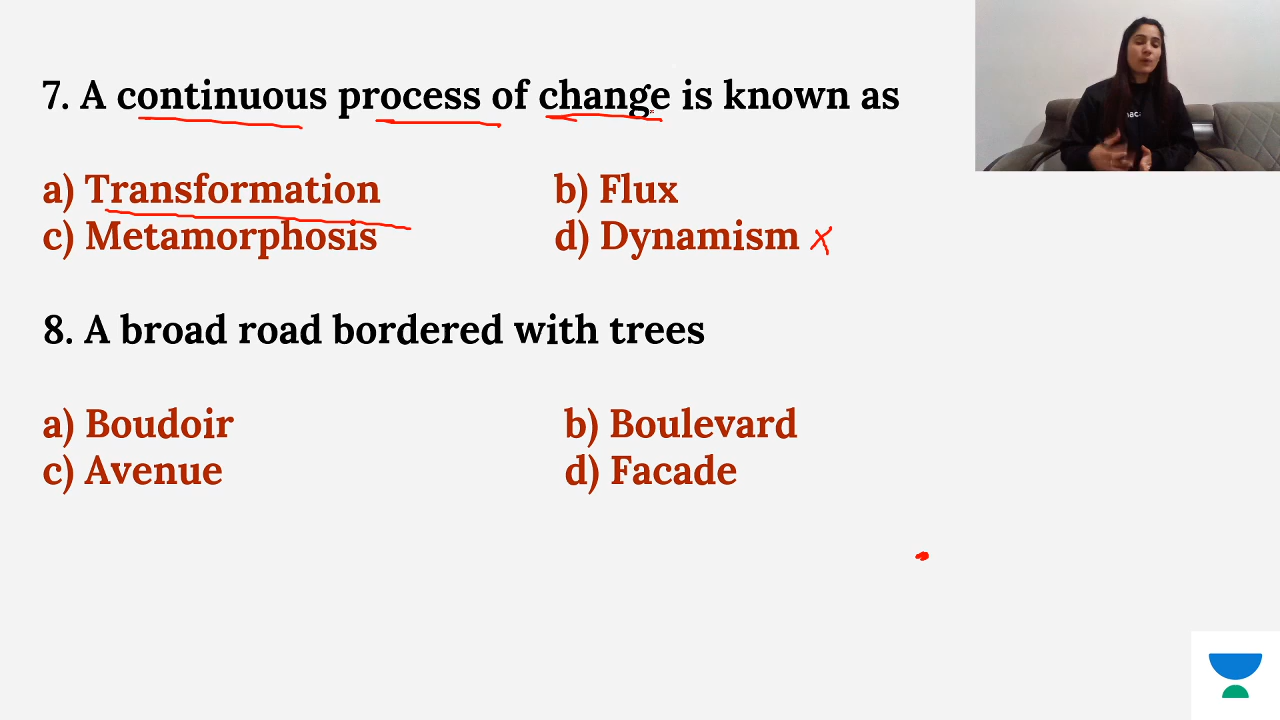 7. A continuous process of change is known as
a) Transformation b) Flux
c) Metamorphosis d) Dynamism x
8. A broad road bordered with trees
a) Boudoir b) Boulevard
c) Avenue d) Facade